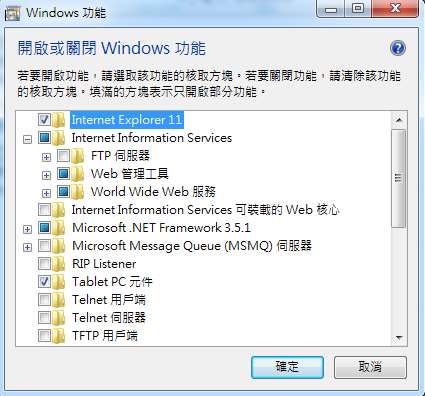 Windows 功能
開啟或關閉 Windows 功能
若要開啟功能，請選取該功能的核取方塊。若要關閉功能，請清除該功能
的核取方塊。填滿的方塊表示只開啟部分功能。
Internet Explorer 11
Internet Information Services
FTP 伺服器
Web 管理工具
World Wide Web 服務
Internet Information Services 可裝載的 Web 核心
Microsoft .NET Framework 3.5.1
Microsoft Message Queue (MSMQ) 伺服器
RIP Listener
Tablet PC 元件
Telnet 用戶端
Telnet 伺服器
TFTP 用戶端
確定
取消